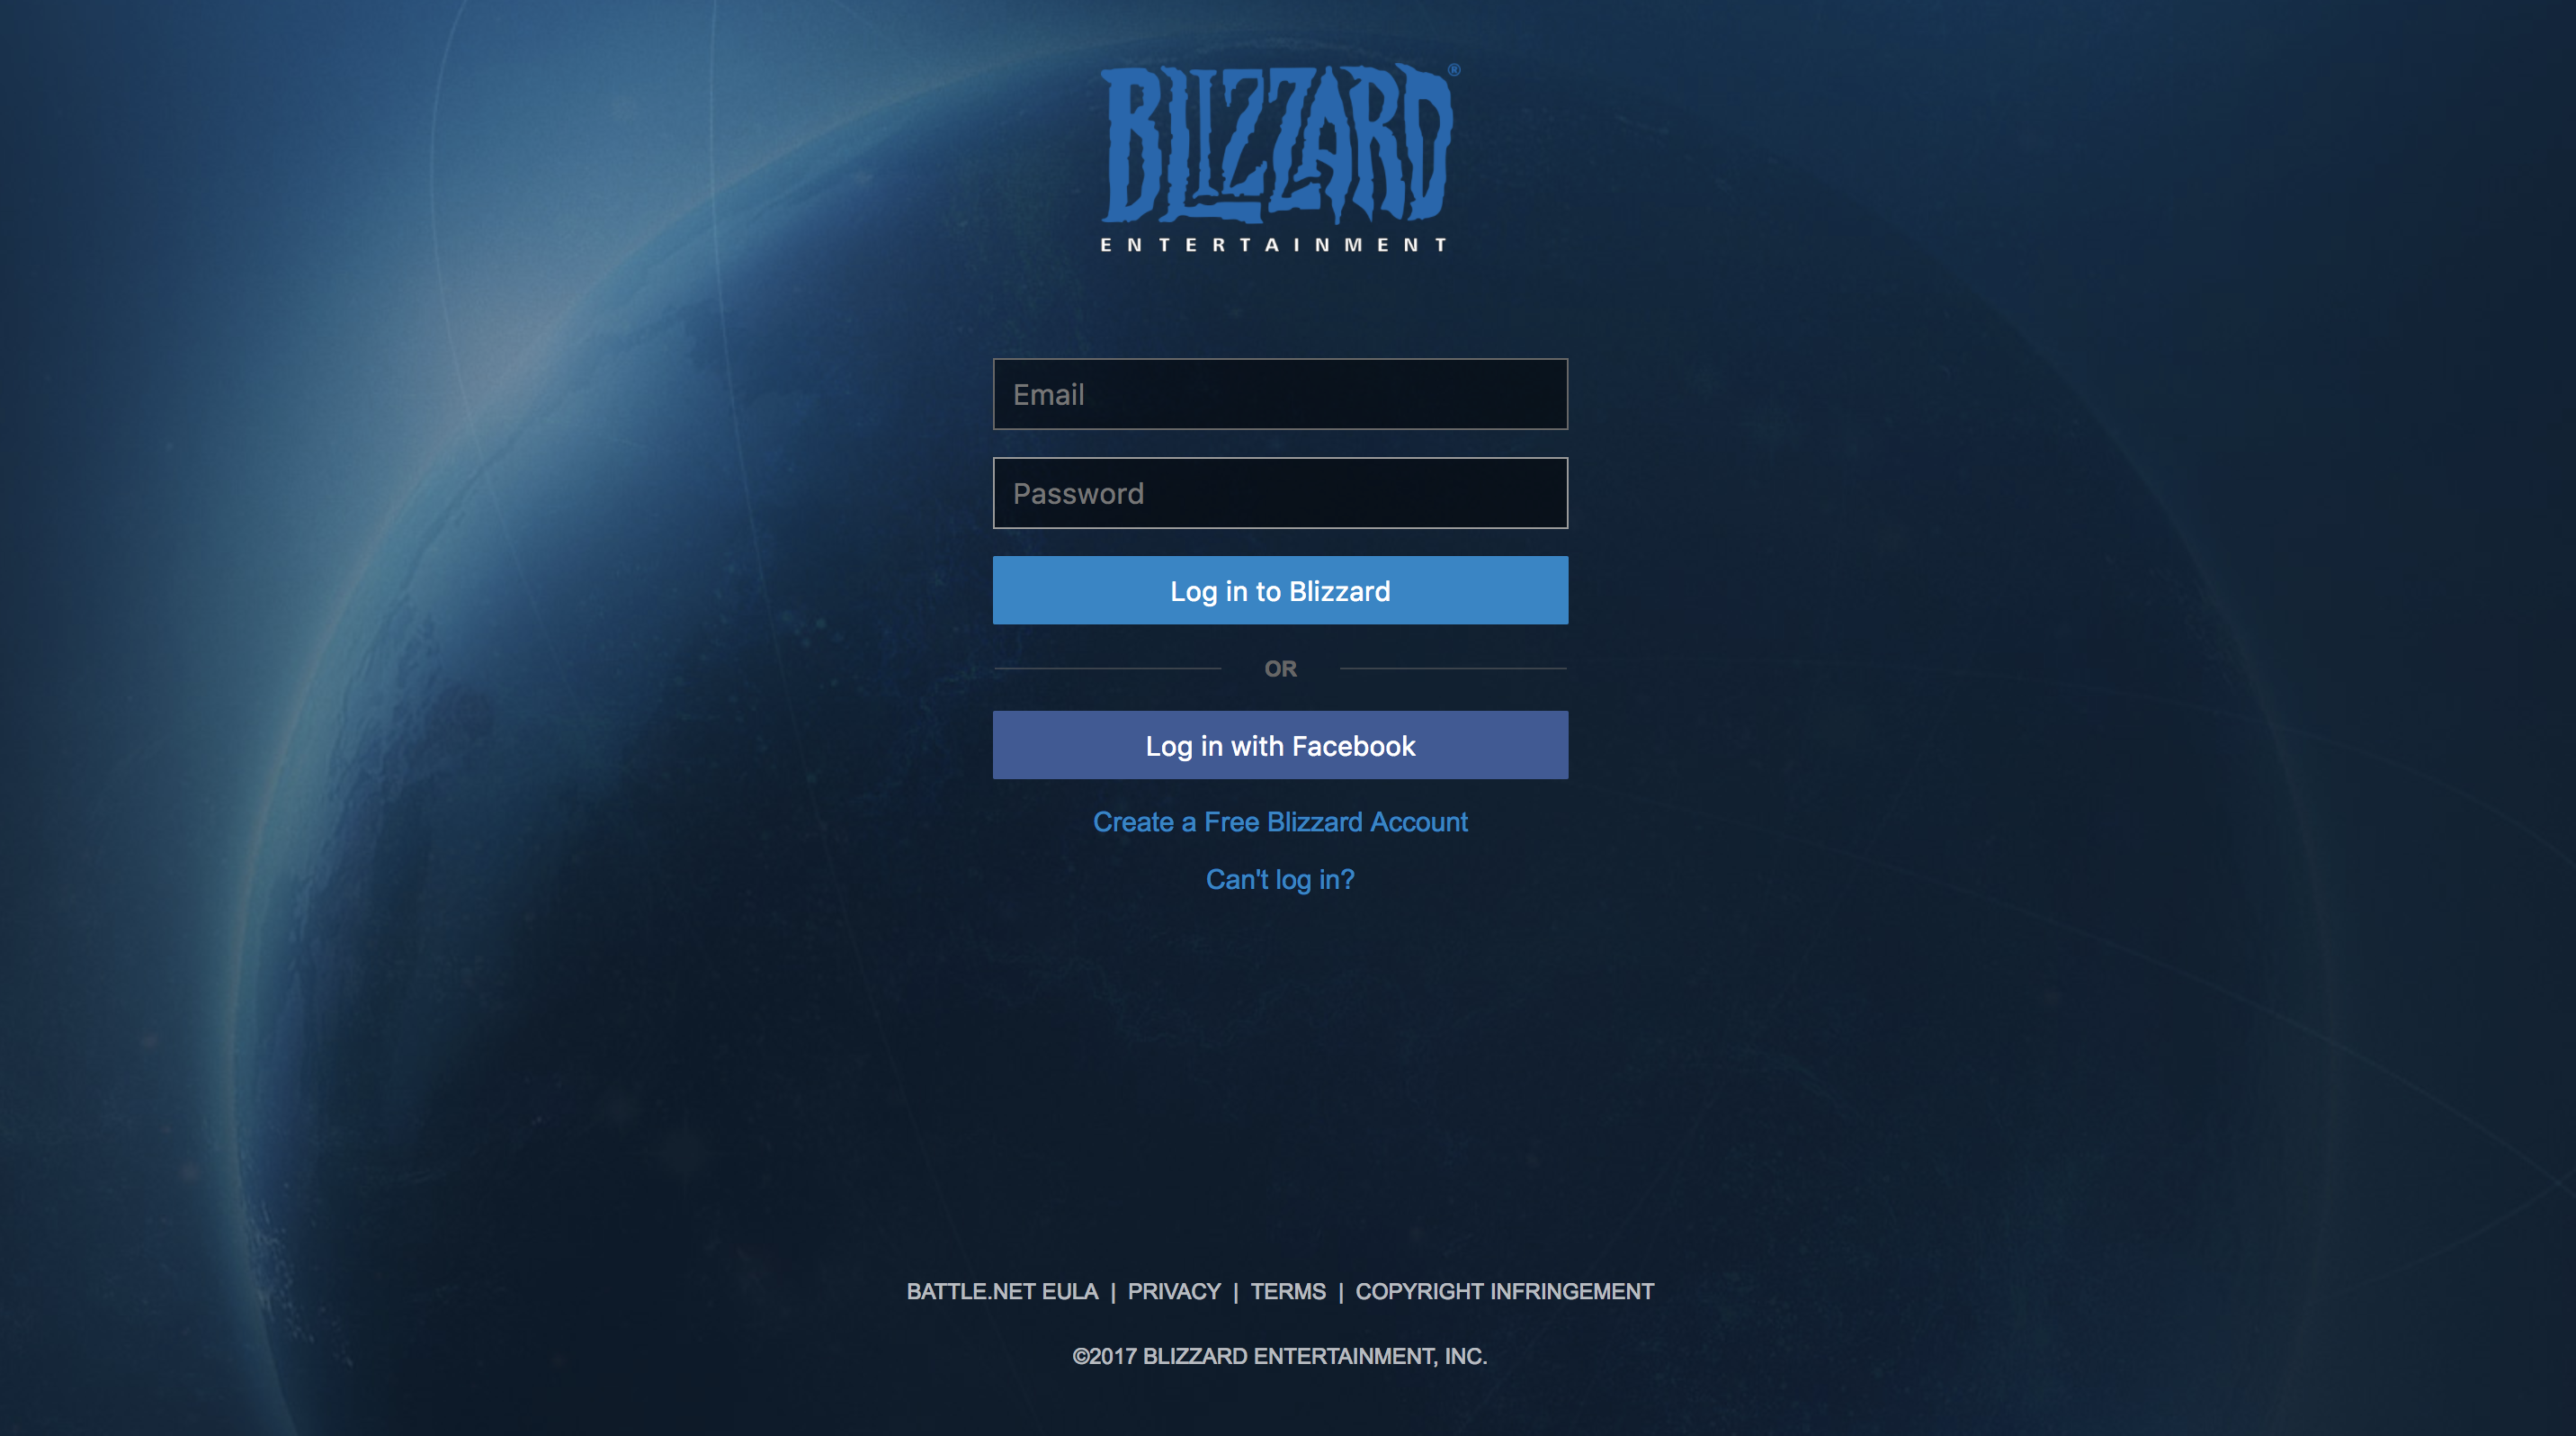 BLIZZARD®
ENTERTAINMENT
Email
Password
Log in to Blizzard
OR
Log in with Facebook
Create a Free Blizzard Account
Can't log in?
BATTLE.NET EULA | PRIVACY | TERMS | COPYRIGHT INFRINGEMENT
©2017 BLIZZARD ENTERTAINMENT, INC.